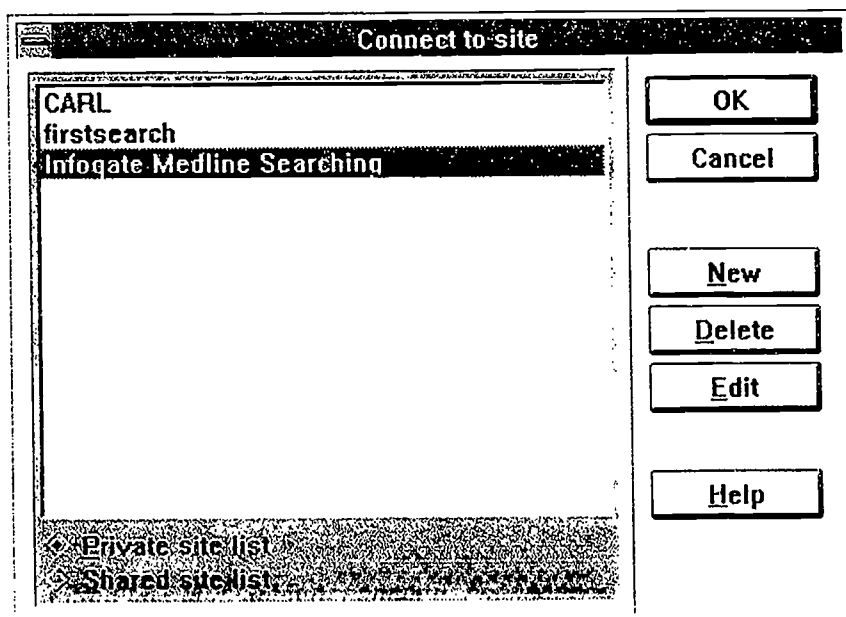 Connect to site
CARL
firstsearch
Infogate Medline Searching
Private site list
Shared site list
OK
Cancel
New
Delete
Edit
Help